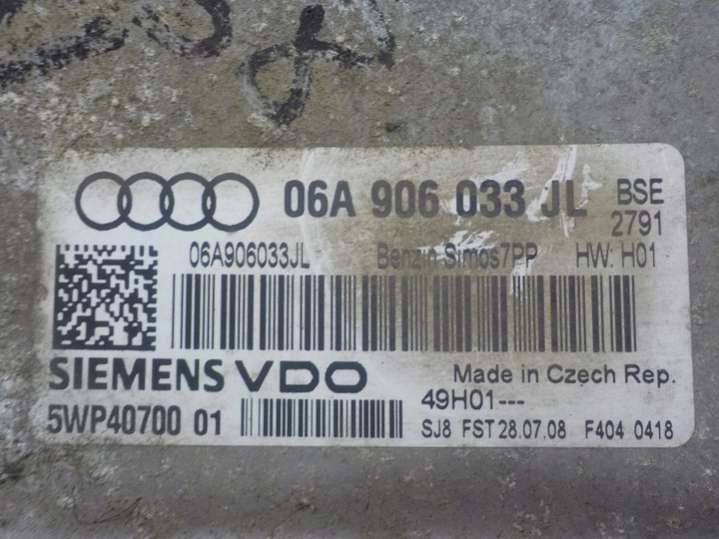 06A 906 033 JL BSE
2791
06A906033JL Benzin Simos7PP HW: H01
SIEMENS VDO Made in Czech Rep.
5WP40700 01 49H01---
SJ8 FST 28.07.08 F404 0418